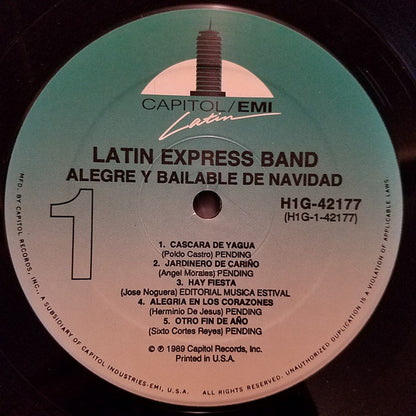 CAPITOL/EMI
Latin
LATIN EXPRESS BAND
ALEGRE Y BAILABLE DE NAVIDAD
1
H1G-42177
(H1G-1-42177)
1. CASCARA DE YAGUA
(Poldo Castro) PENDING
2. JARDINERO DE CARIÑO
(Angel Morales) PENDING
3. HAY FIESTA
(Jose Noguera) EDITORIAL MUSICA ESTIVAL
4. ALEGRIA EN LOS CORAZONES
(Herminio De Jesus) PENDING
5. OTRO FIN DE AÑO
(Sixto Cortes Reyes) PENDING
© ℗ 1989 Capitol Records, Inc.
Printed in U.S.A.
MFG. BY CAPITOL RECORDS, INC., A SUBSIDIARY OF CAPITOL INDUSTRIES-EMI, U.S.A. ALL RIGHTS RESERVED. UNAUTHORIZED DUPLICATION IS A VIOLATION OF APPLICABLE LAWS.